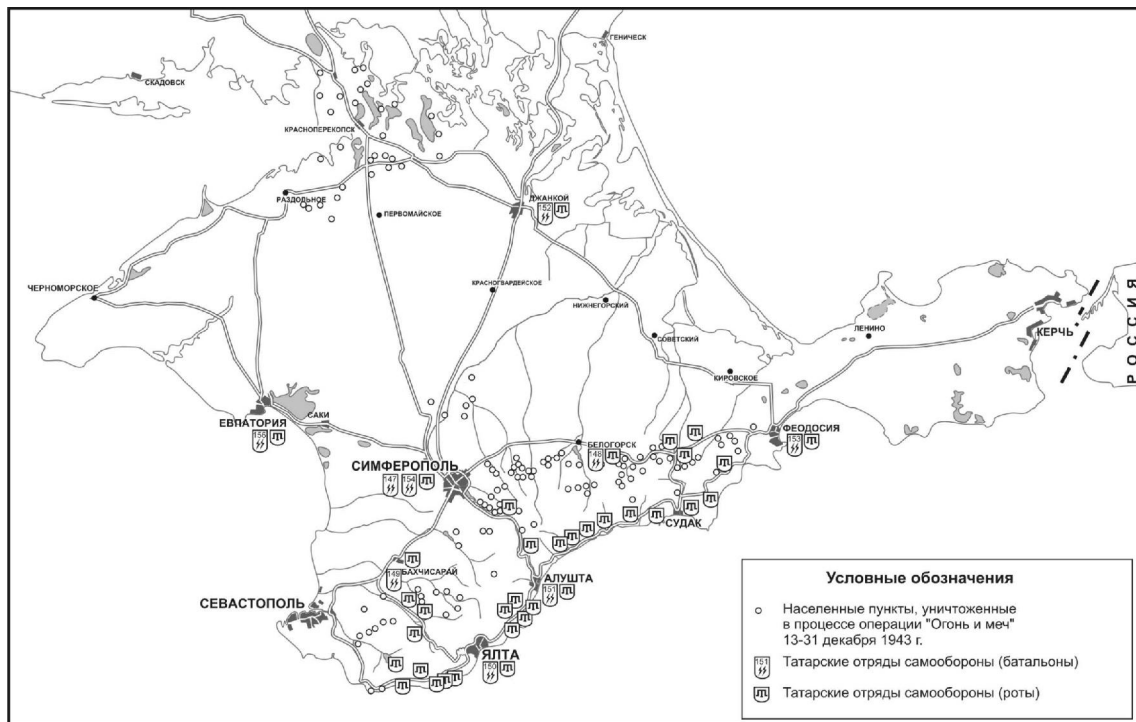 ГЕНИЧЕСК
СКАДОВСК
КРАСНОПЕРЕКОПСК
РАЗДОЛЬНОЕ
ПЕРВОМАЙСКОЕ
ДЖАНКОЙ
152
ЧЕРНОМОРСКОЕ
КРАСНОГВАРДЕЙСКОЕ
НИЖНЕГОРСКИЙ
СОВЕТСКИЙ
ЛЕНИНО
КЕРЧЬ
РОССИЯ
КИРОВСКОЕ
ЕВПАТОРИЯ
САКИ
ФЕОДОСИЯ
153
БЕЛОГОРСК
148
СИМФЕРОПОЛЬ
147 154
СУДАК
БАХЧИСАРАЙ
149
АЛУШТА
151
СЕВАСТОПОЛЬ
ЯЛТА
150
Условные обозначения
Населенные пункты, уничтоженные
в процессе операции "Огонь и меч"
13-31 декабря 1943 г.
151
Татарские отряды самообороны (батальоны)
Татарские отряды самообороны (роты)